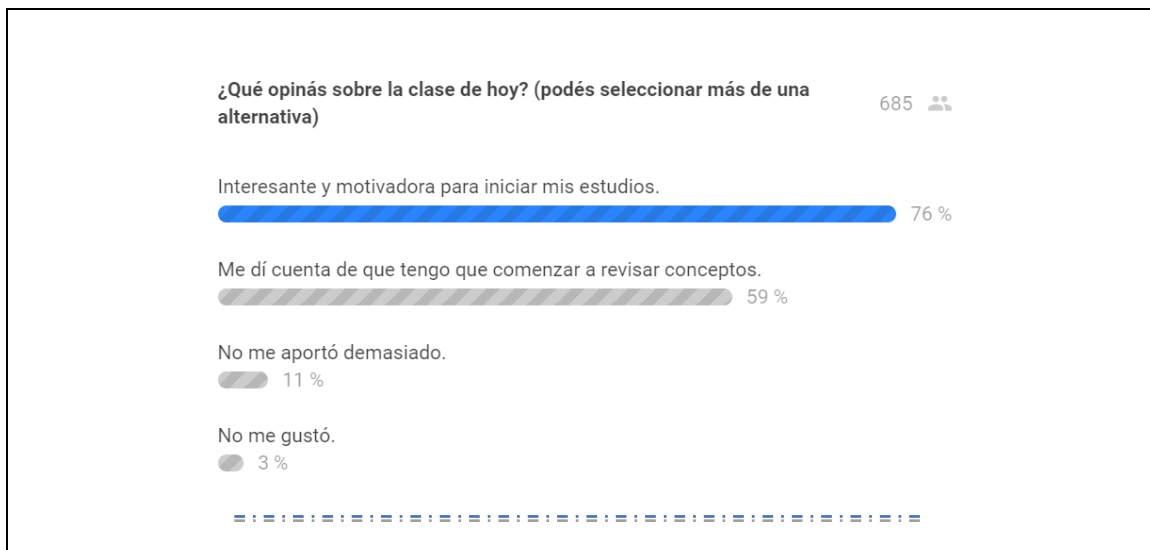 ¿Qué opinás sobre la clase de hoy? (podés seleccionar más de una
alternativa)
685
Interesante y motivadora para iniciar mis estudios.
76 %
Me dí cuenta de que tengo que comenzar a revisar conceptos.
59 %
No me aportó demasiado.
11 %
No me gustó.
3 %